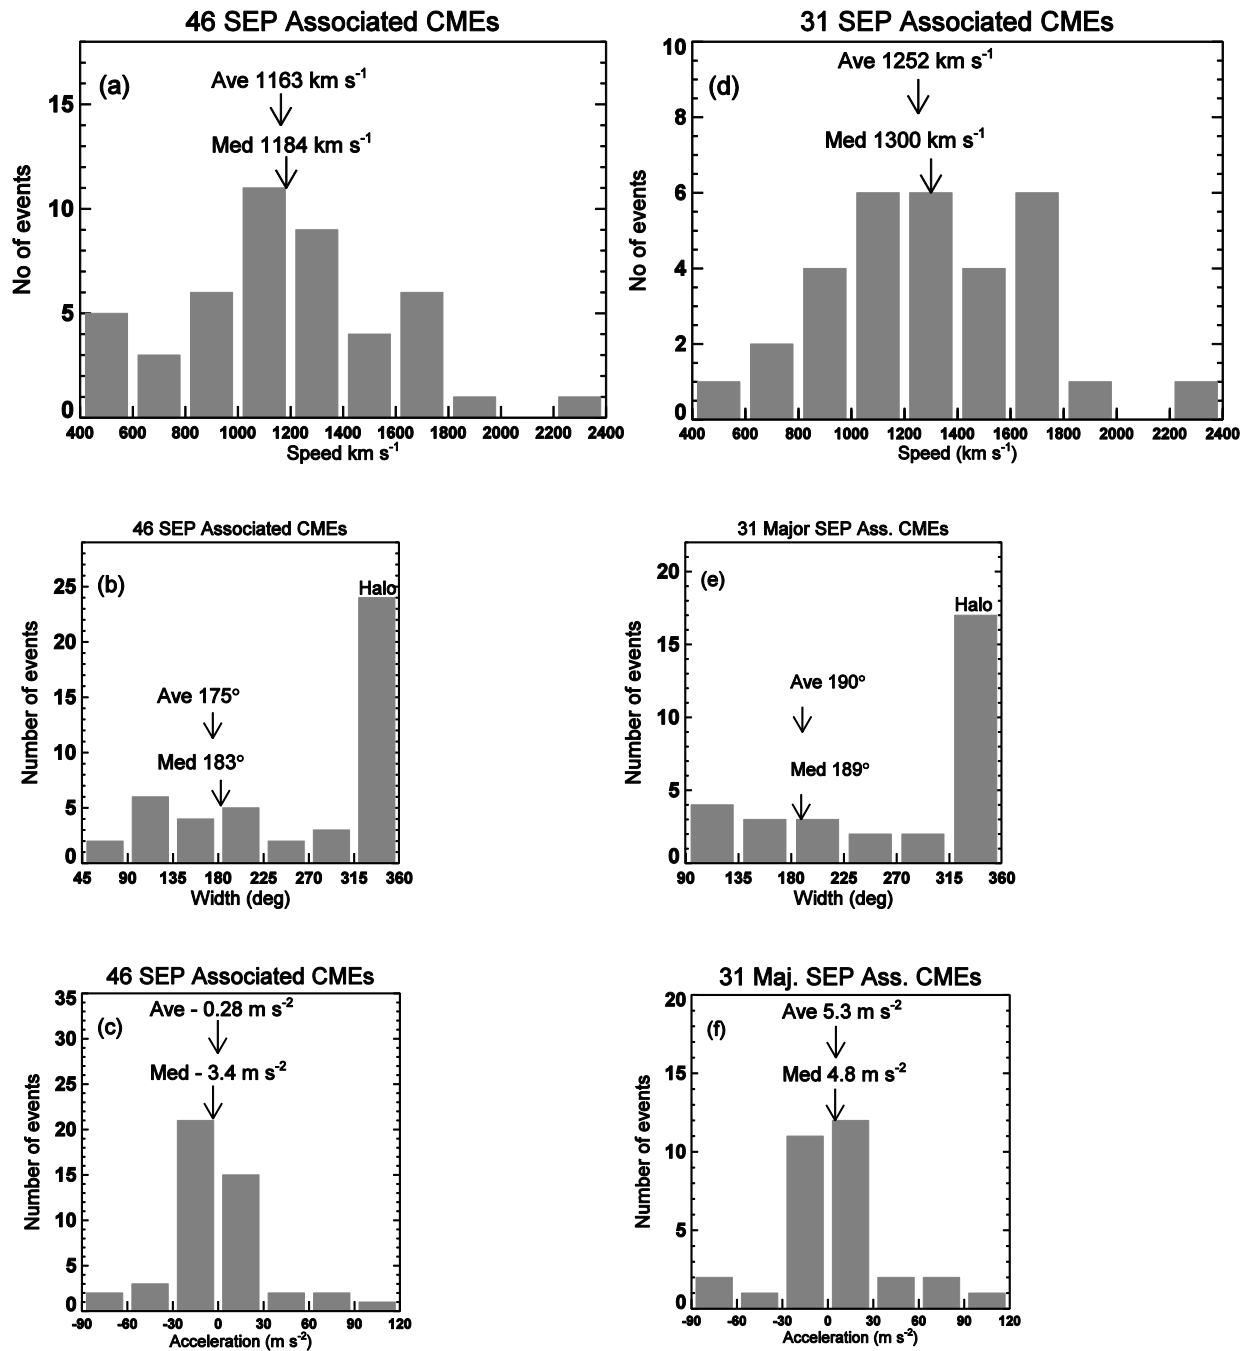 46 SEP Associated CMEs
(a)
Ave 1163 km s-1
Med 1184 km s-1
No of events
15
10
5
0
400 600 800 1000 1200 1400 1600 1800 2000 2200 2400
Speed km s-1
31 SEP Associated CMEs
(d)
Ave 1252 km s-1
Med 1300 km s-1
No of events
10
8
6
4
2
0
400 600 800 1000 1200 1400 1600 1800 2000 2200 2400
Speed (km s-1)
46 SEP Associated CMEs
(b)
Halo
Ave 175°
Med 183°
Number of events
25
20
15
10
5
0
45 90 135 180 225 270 315 360
Width (deg)
31 Major SEP Ass. CMEs
(e)
Halo
Ave 190°
Med 189°
Number of events
20
15
10
5
0
90 135 180 225 270 315 360
Width (deg)
46 SEP Associated CMEs
(c)
Ave - 0.28 m s-2
Med - 3.4 m s-2
Number of events
35
30
25
20
15
10
5
0
-90 -60 -30 0 30 60 90 120
Acceleration (m s-2)
31 Maj. SEP Ass. CMEs
(f)
Ave 5.3 m s-2
Med 4.8 m s-2
Number of events
20
15
10
5
0
-90 -60 -30 0 30 60 90 120
Acceleration (m s-2)